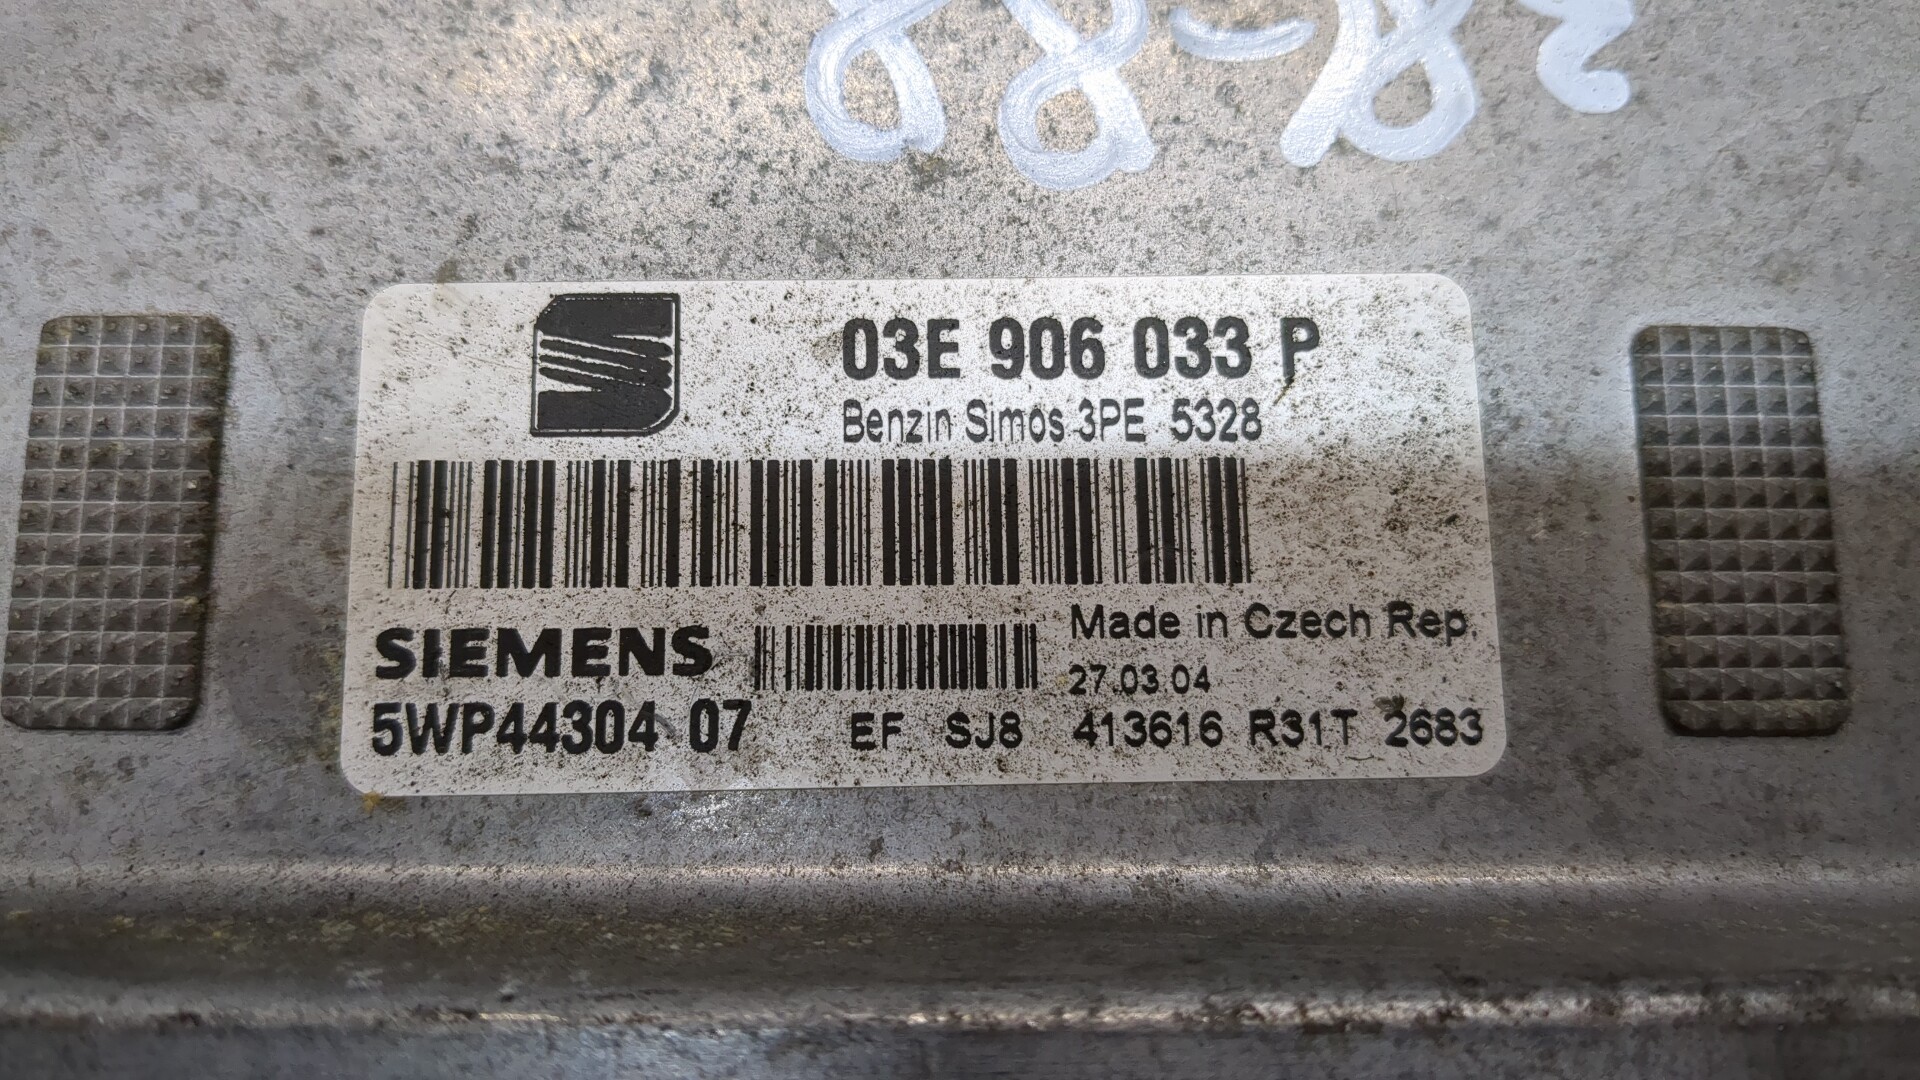 03E 906 033 P
Benzin Simos 3PE 5328
SIEMENS
Made in Czech Rep.
27.03.04
5WP44304 07 EF SJ8 413616 R31T 2683